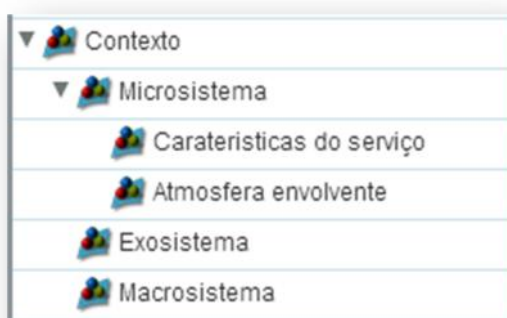 Contexto
Microsistema
Carateristicas do serviço
Atmosfera envolvente
Exosistema
Macrosistema